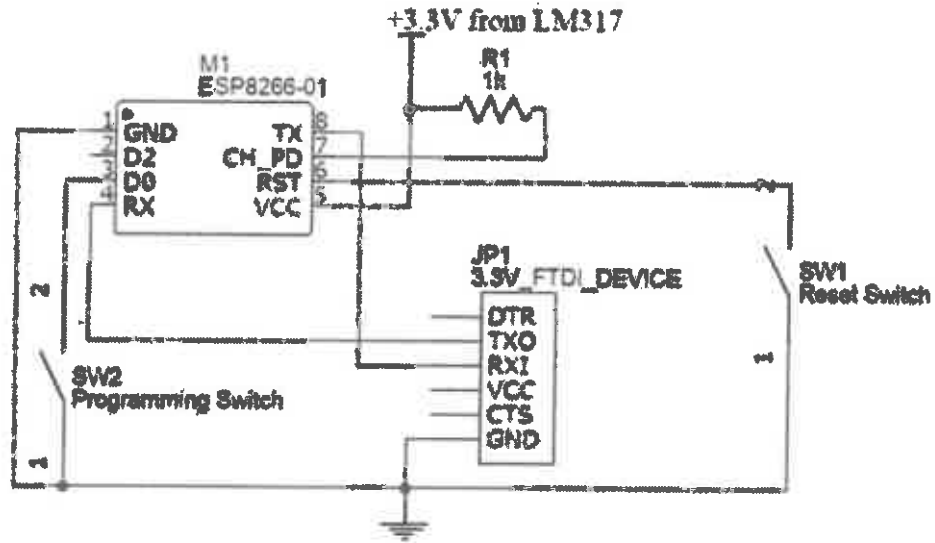 +3.3V from LM317
R1
1k
M1
ESP8266-01
1
GND
2
D2
3
D0
4
RX
TX
8
CH_PD
7
RST
6
VCC
5
2
JP1
3.3V_FTDI_DEVICE
DTR
TXO
RXI
VCC
CTS
GND
2
SW1
Reset Switch
1
SW2
Programming Switch
1